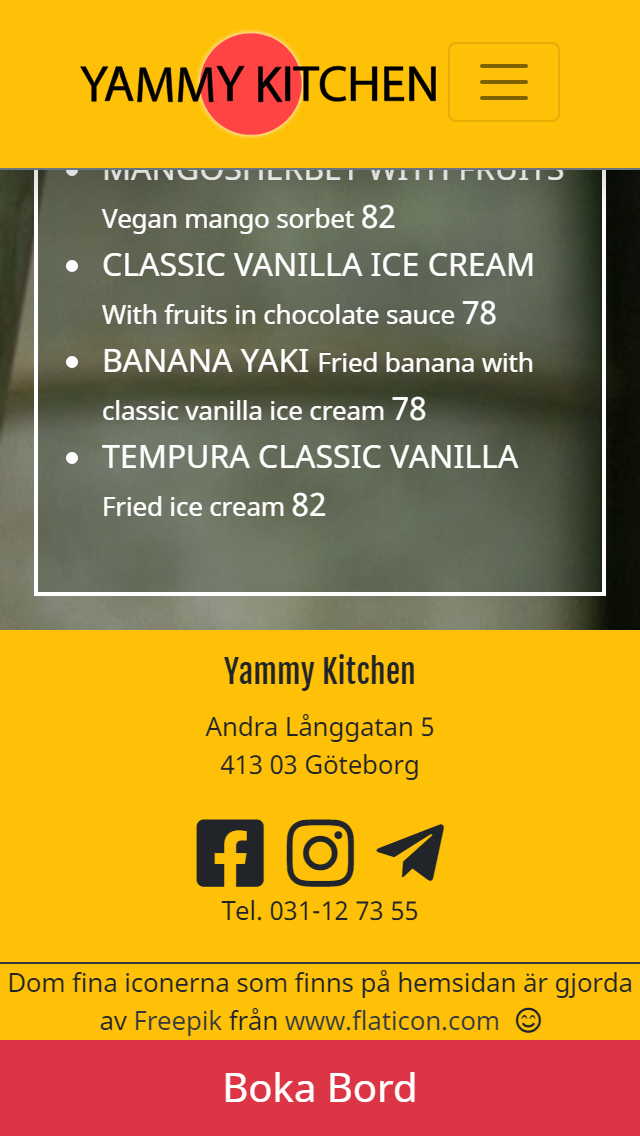 YAMMY KITCHEN
MANGOSHERBET WITH FRUITS
Vegan mango sorbet 82
CLASSIC VANILLA ICE CREAM
With fruits in chocolate sauce 78
BANANA YAKI Fried banana with
classic vanilla ice cream 78
TEMPURA CLASSIC VANILLA
Fried ice cream 82
Yammy Kitchen
Andra Långgatan 5
413 03 Göteborg
Tel. 031-12 73 55
Dom fina iconerna som finns på hemsidan är gjorda
av Freepik från www.flaticon.com
Boka Bord